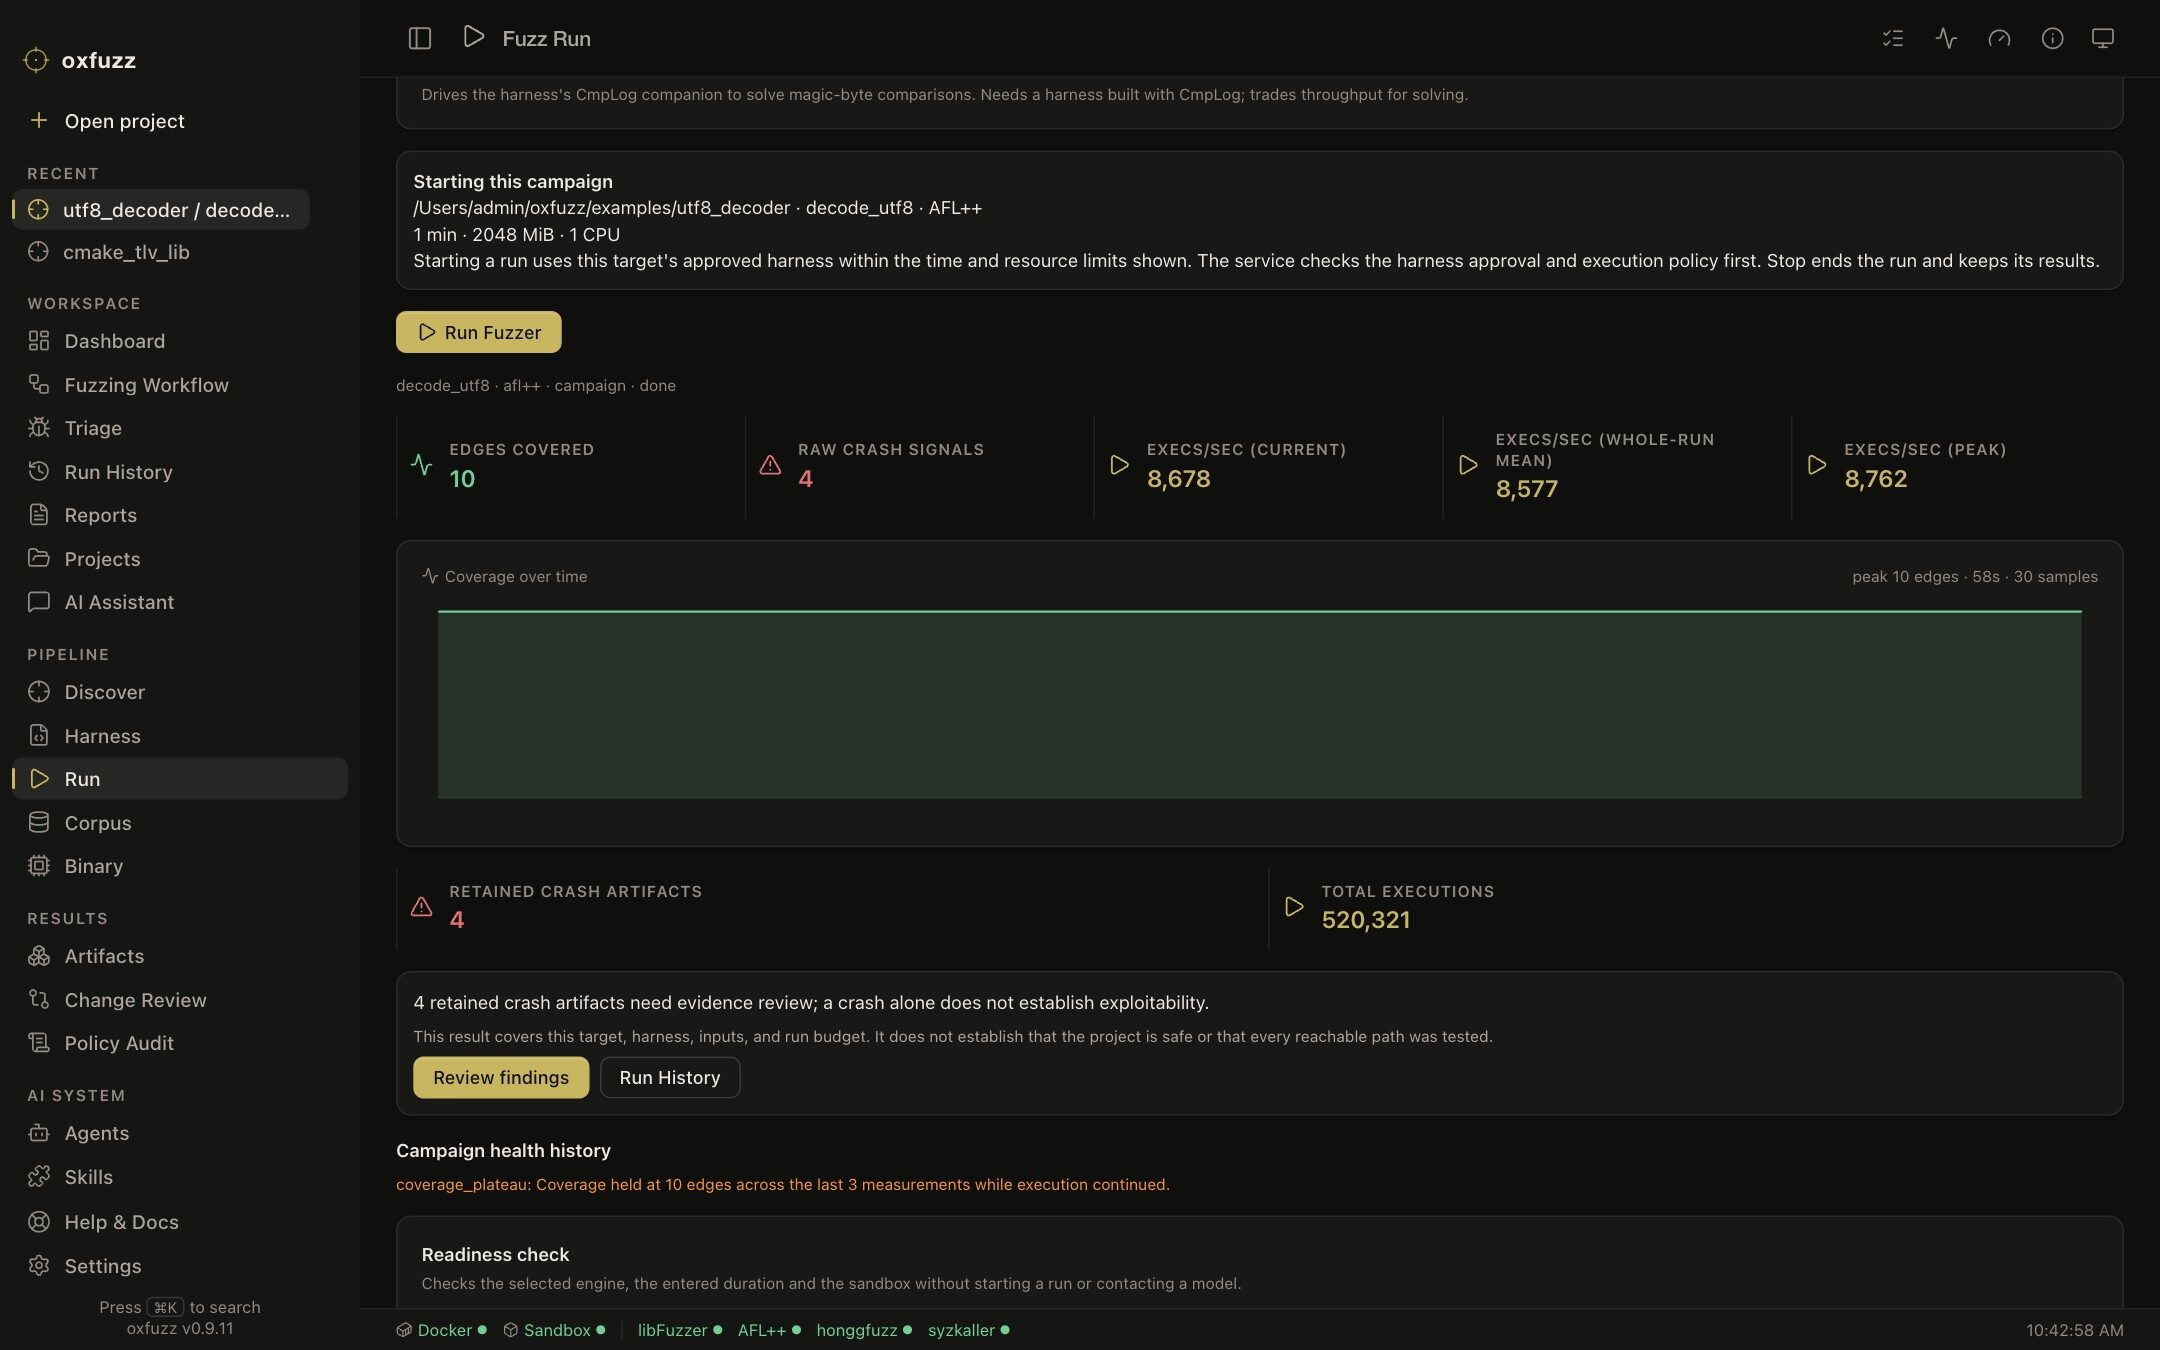 oxfuzz
Open project
RECENT
utf8_decoder / decode...
cmake_tlv_lib
WORKSPACE
Dashboard
Fuzzing Workflow
Triage
Run History
Reports
Projects
AI Assistant
PIPELINE
Discover
Harness
Run
Corpus
Binary
RESULTS
Artifacts
Change Review
Policy Audit
AI SYSTEM
Agents
Skills
Help & Docs
Settings
Press ⌘K to search
oxfuzz v0.9.11
Fuzz Run
Drives the harness's CmpLog companion to solve magic-byte comparisons. Needs a harness built with CmpLog; trades throughput for solving.
Starting this campaign
/Users/admin/oxfuzz/examples/utf8_decoder · decode_utf8 · AFL++
1 min · 2048 MiB · 1 CPU
Starting a run uses this target's approved harness within the time and resource limits shown. The service checks the harness approval and execution policy first. Stop ends the run and keeps its results.
Run Fuzzer
decode_utf8 · afl++ · campaign · done
EDGES COVERED
10
RAW CRASH SIGNALS
4
EXECS/SEC (CURRENT)
8,678
EXECS/SEC (WHOLE-RUN
MEAN)
8,577
EXECS/SEC (PEAK)
8,762
Coverage over time
peak 10 edges · 58s · 30 samples
RETAINED CRASH ARTIFACTS
4
TOTAL EXECUTIONS
520,321
4 retained crash artifacts need evidence review; a crash alone does not establish exploitability.
This result covers this target, harness, inputs, and run budget. It does not establish that the project is safe or that every reachable path was tested.
Review findings
Run History
Campaign health history
coverage_plateau: Coverage held at 10 edges across the last 3 measurements while execution continued.
Readiness check
Checks the selected engine, the entered duration and the sandbox without starting a run or contacting a model.
Docker Sandbox libFuzzer AFL++ honggfuzz syzkaller
10:42:58 AM